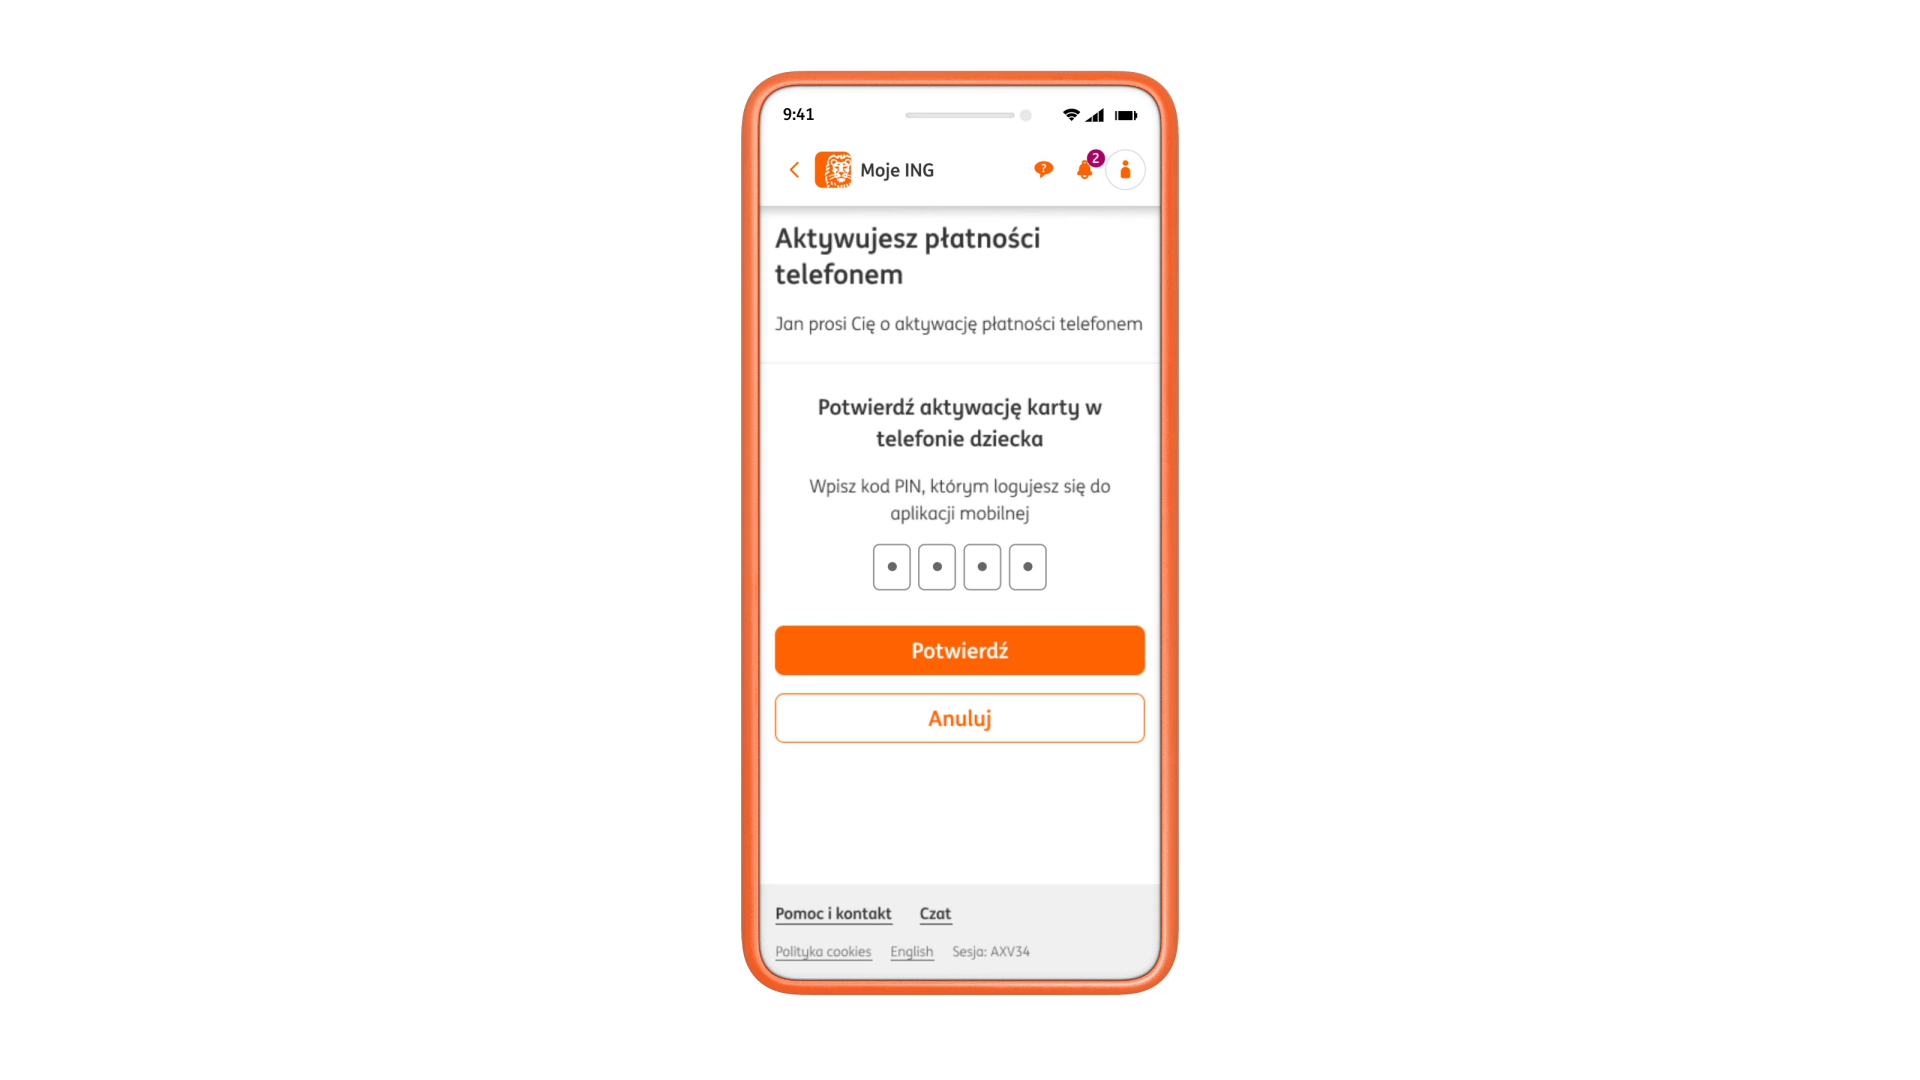 9:41
Moje ING
?
2
Aktywujesz płatności
telefonem
Jan prosi Cię o aktywację płatności telefonem
Potwierdź aktywację karty w
telefonie dziecka
Wpisz kod PIN, którym logujesz się do
aplikacji mobilnej
Potwierdź
Anuluj
Pomoc i kontakt Czat
Polityka cookies English Sesja: AXV34